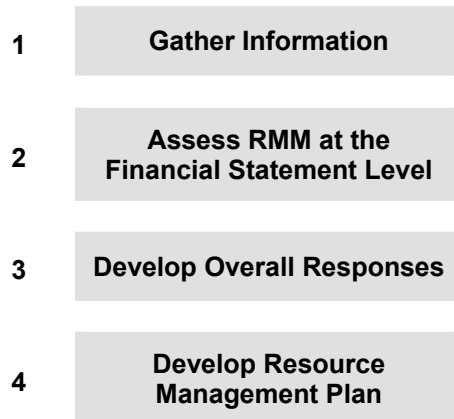 1 Gather Information
2 Assess RMM at the
Financial Statement Level
3 Develop Overall Responses
4 Develop Resource
Management Plan